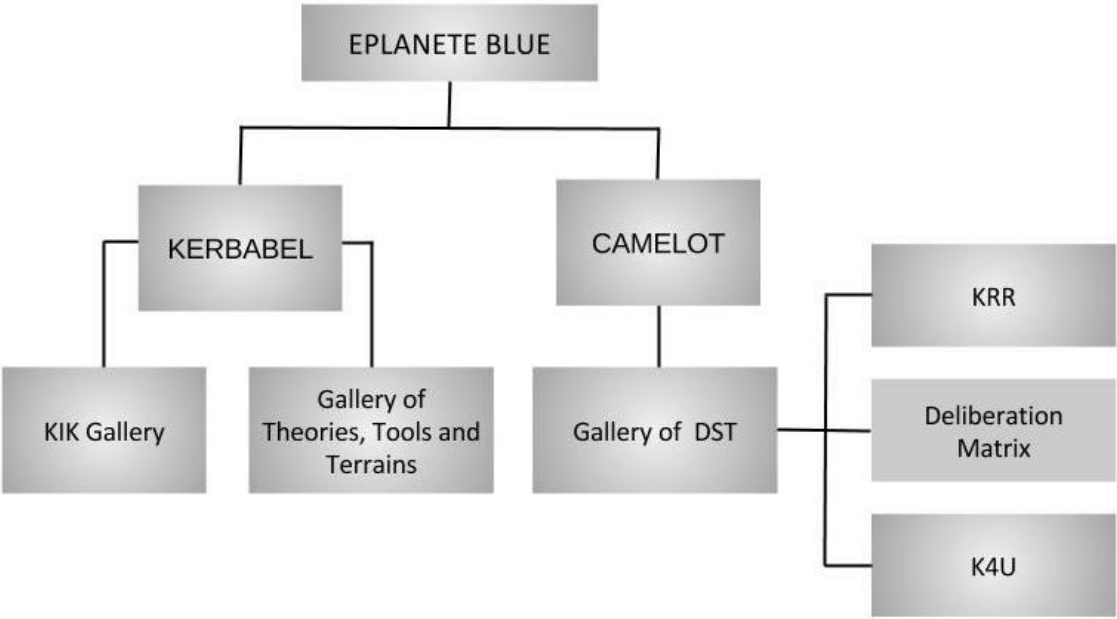 EPLANETE BLUE
KERBABEL
CAMELOT
KRR
KIK Gallery
Gallery of
Theories, Tools and
Terrains
Gallery of DST
Deliberation
Matrix
K4U